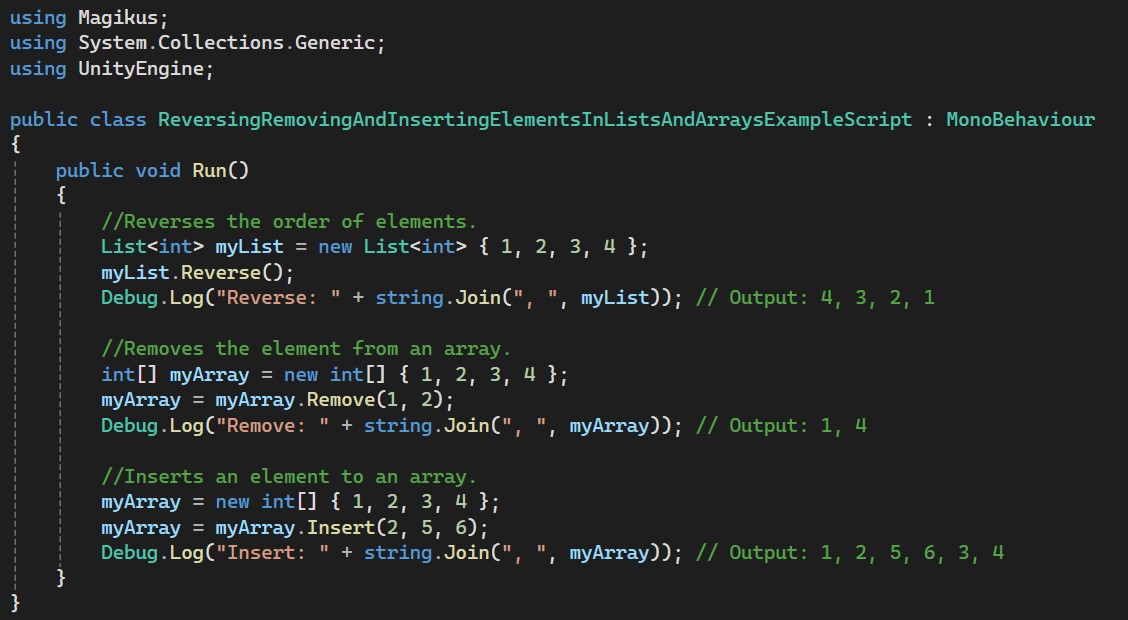 using Magikus;
using System.Collections.Generic;
using UnityEngine;

public class ReversingRemovingAndInsertingElementsInListsAndArraysExampleScript : MonoBehaviour
{
    public void Run()
    {
        //Reverses the order of elements.
        List<int> myList = new List<int> { 1, 2, 3, 4 };
        myList.Reverse();
        Debug.Log("Reverse: " + string.Join(", ", myList)); // Output: 4, 3, 2, 1

        //Removes the element from an array.
        int[] myArray = new int[] { 1, 2, 3, 4 };
        myArray = myArray.Remove(1, 2);
        Debug.Log("Remove: " + string.Join(", ", myArray)); // Output: 1, 4

        //Inserts an element to an array.
        myArray = new int[] { 1, 2, 3, 4 };
        myArray = myArray.Insert(2, 5, 6);
        Debug.Log("Insert: " + string.Join(", ", myArray)); // Output: 1, 2, 5, 6, 3, 4
    }
}